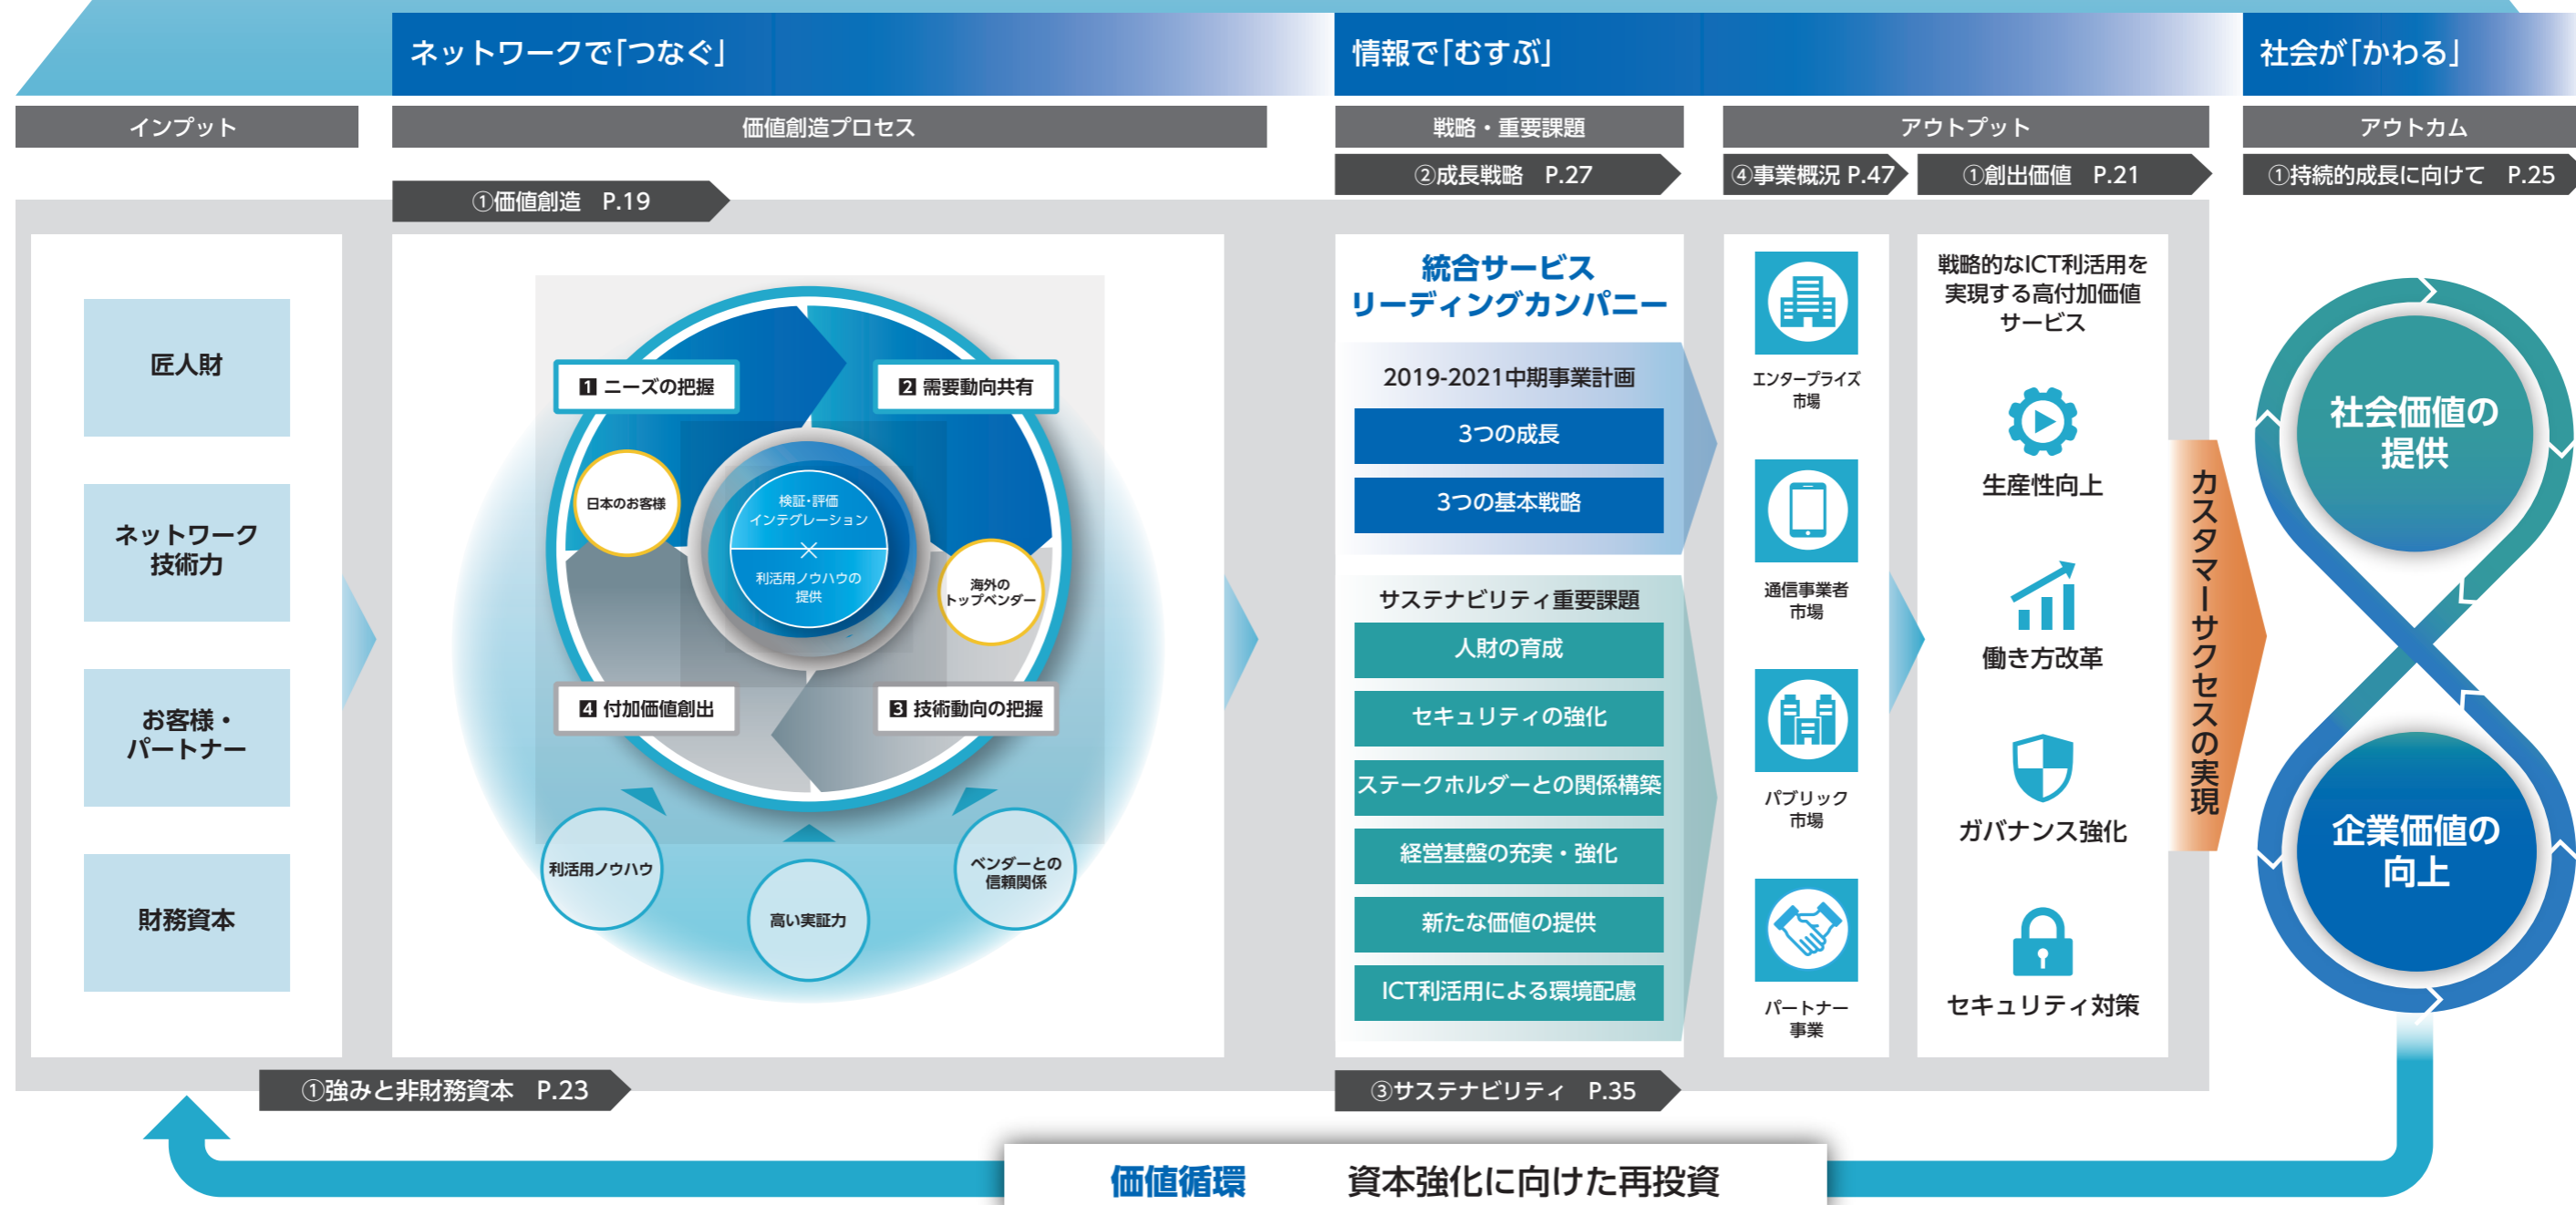 ネットワークで「つなぐ」
情報で「むすぶ」
社会が「かわる」
インプット
価値創造プロセス
戦略・重要課題
アウトプット
アウトカム
①価値創造 P.19
②成長戦略 P.27
④事業概況 P.47
①創出価値 P.21
①持続的成長に向けて P.25
匠人財
ネットワーク
技術力
お客様・
パートナー
財務資本
①強みと非財務資本 P.23
1 ニーズの把握
2 需要動向共有
日本のお客様
検証・評価
インテグレーション
×
利活用ノウハウの
提供
海外の
トップベンダー
4 付加価値創出
3 技術動向の把握
利活用ノウハウ
高い実証力
ベンダーとの
信頼関係
統合サービス
リーディングカンパニー
2019-2021中期事業計画
3つの成長
3つの基本戦略
サステナビリティ重要課題
人財の育成
セキュリティの強化
ステークホルダーとの関係構築
経営基盤の充実・強化
新たな価値の提供
ICT利活用による環境配慮
③サステナビリティ P.35
エンタープライズ
市場
通信事業者
市場
パブリック
市場
パートナー
事業
戦略的なICT利活用を
実現する高付加価値
サービス
生産性向上
働き方改革
ガバナンス強化
セキュリティ対策
カスタマーサクセスの実現
社会価値の
提供
企業価値の
向上
価値循環 資本強化に向けた再投資